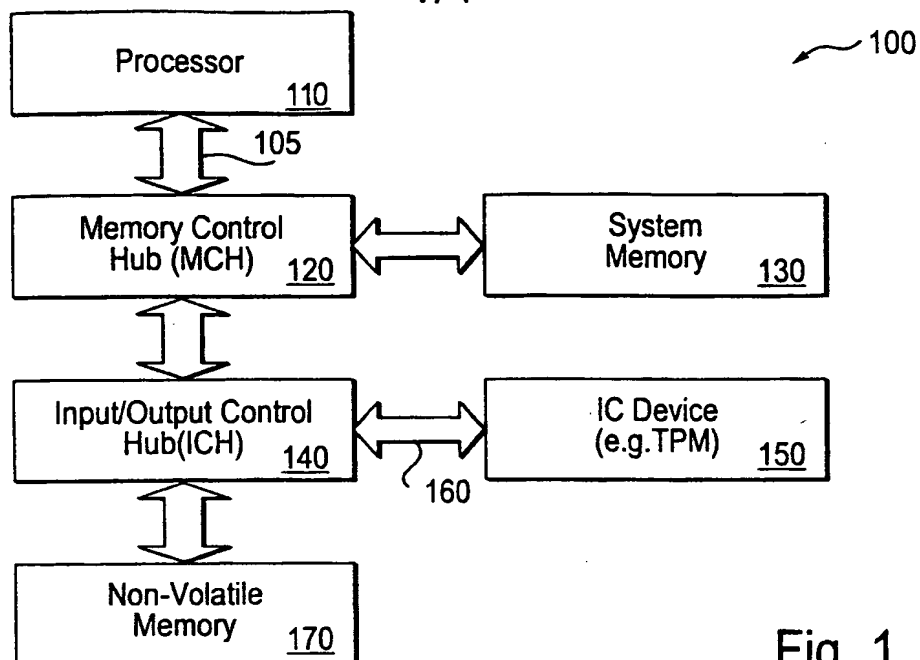 100
Processor
110
105
Memory Control
Hub (MCH)
120
System
Memory
130
Input/Output Control
Hub(ICH)
140
IC Device
(e.g.TPM)
150
160
Non-Volatile
Memory
170
Fig. 1